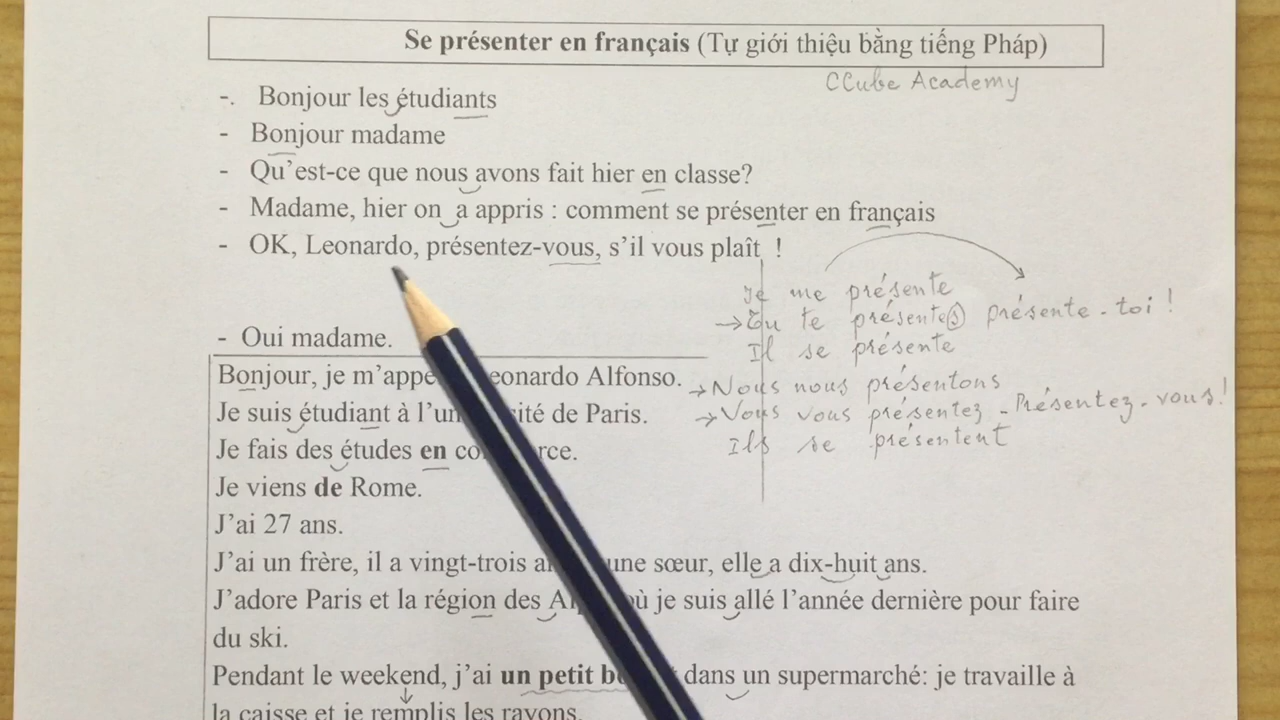 Se présenter en français (Tự giới thiệu bằng tiếng Pháp)
CCube Academy
-. Bonjour les étudiants
- Bonjour madame
- Qu'est-ce que nous avons fait hier en classe?
- Madame, hier on a appris : comment se présenter en français
- OK, Leonardo, présentez-vous, s'il vous plaît !
Je me présente
→ Tu te présente(s) présente-toi !
Il se présente
→ Nous nous présentons
→ Vous vous présentez - Présentez-vous!
Ils se présentent
- Oui madame.
Bonjour, je Alfonso.
Je suis étudiant à de Paris.
Je fais des études en
Je viens de Rome.
J'ai 27 ans.
J'ai un frère, il a vingt-trois une sœur, elle a dix-huit ans.
J'adore Paris et la région des où je suis allé l'année dernière pour faire
du ski.
Pendant le weekend, j'ai un petit dans un supermarché: je travaille à
la caisse et je remplis les rayons.